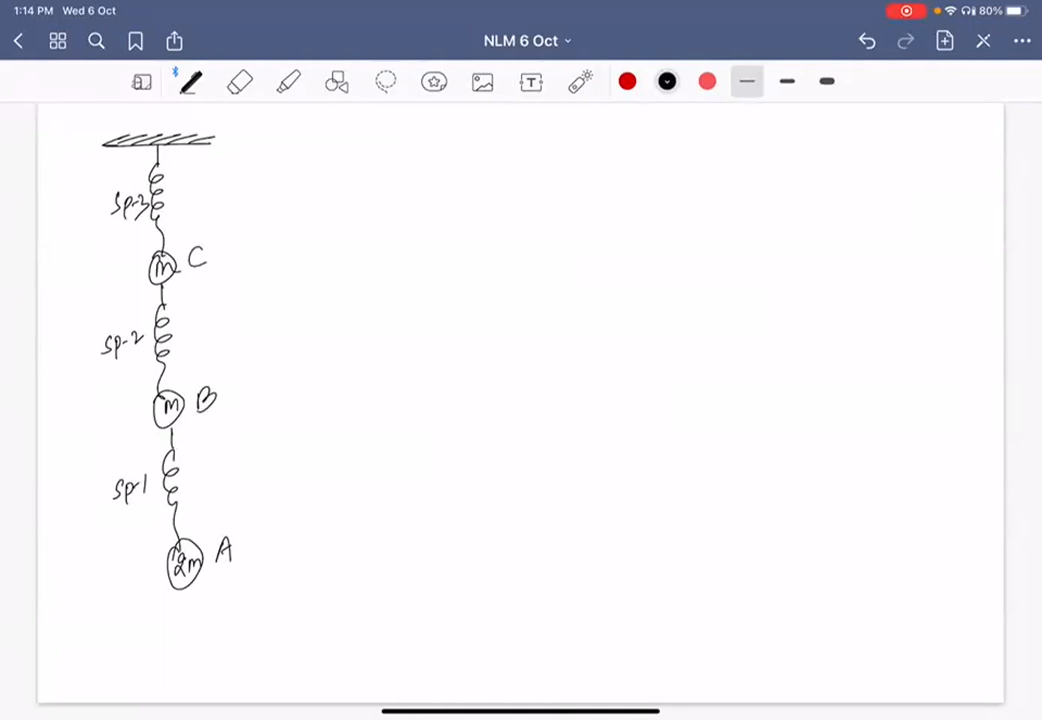 1:14 PM Wed 6 Oct
80%
NLM 6 Oct
T
Sp-3
m C
Sp-2
m B
Sp-1
2m A